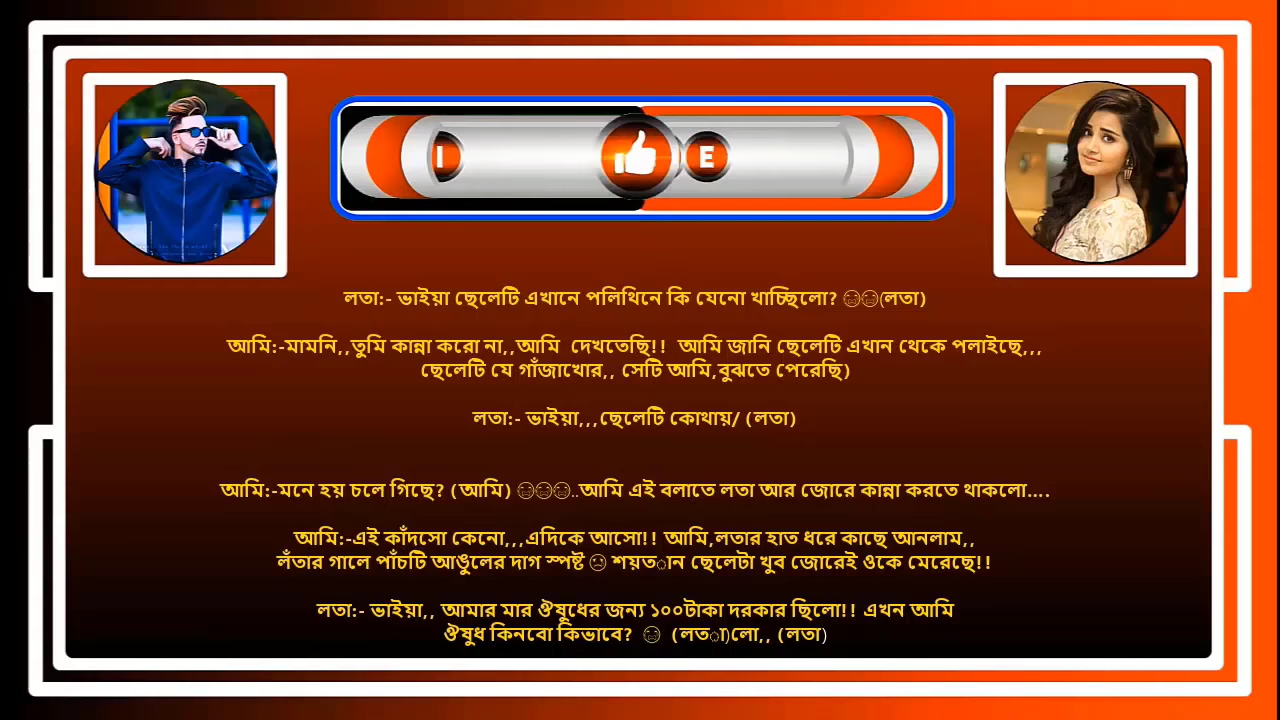 I E
লতা:- ভাইয়া ছেলেটি এখানে পলিথিনে কি যেনো খাচ্ছিলো? 😭😭(লতা)
আমি:-মামনি,,তুমি কান্না করো না,,আমি দেখতেছি!! আমি জানি ছেলেটি এখান থেকে পলাইছে,,,
ছেলেটি যে গাঁজাখোর,, সেটি আমি,বুঝতে পেরেছি)
লতা:- ভাইয়া,,,ছেলেটি কোথায়/ (লতা)
আমি:-মনে হয় চলে গিছে? (আমি) 😭😭😭..আমি এই বলাতে লতা আর জোরে কান্না করতে থাকলো....
আমি:-এই কাঁদসো কেনো,,,এদিকে আসো!! আমি,লতার হাত ধরে কাছে আনলাম,,
লঁতার গালে পাঁচটি আঙুলের দাগ স্পষ্ট 😢 শয়তান ছেলেটা খুব জোরেই ওকে মেরেছে!!
লতা:- ভাইয়া,, আমার মার ঔষুধের জন্য ১০০টাকা দরকার ছিলো!! এখন আমি
ঔষুধ কিনবো কিভাবে? 😭 (লতা)লো,, (লতা)